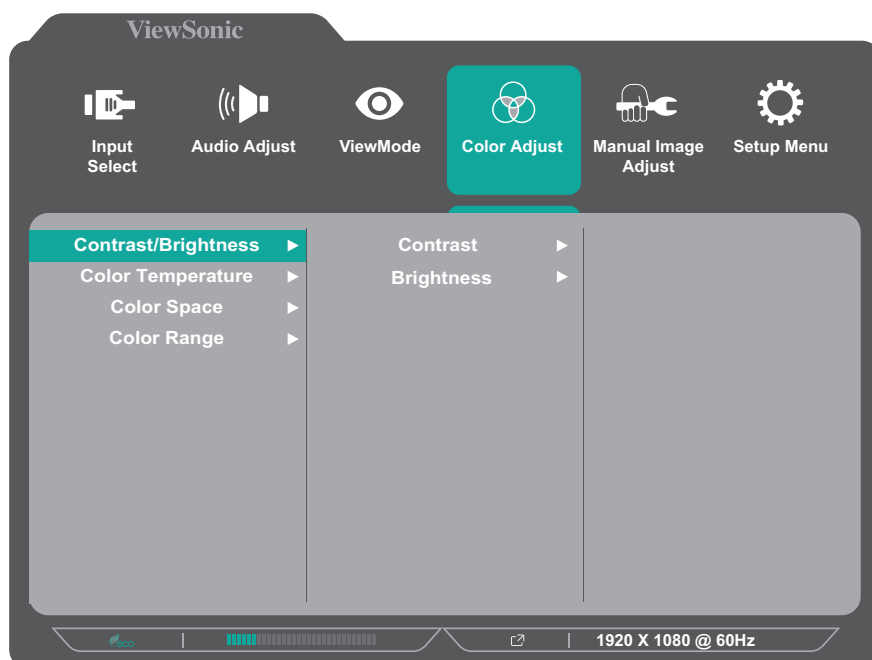 ViewSonic
Input Select
Audio Adjust
ViewMode
Color Adjust
Manual Image Adjust
Setup Menu
Contrast/Brightness
Color Temperature
Color Space
Color Range
Contrast
Brightness
eco
1920 X 1080 @ 60Hz